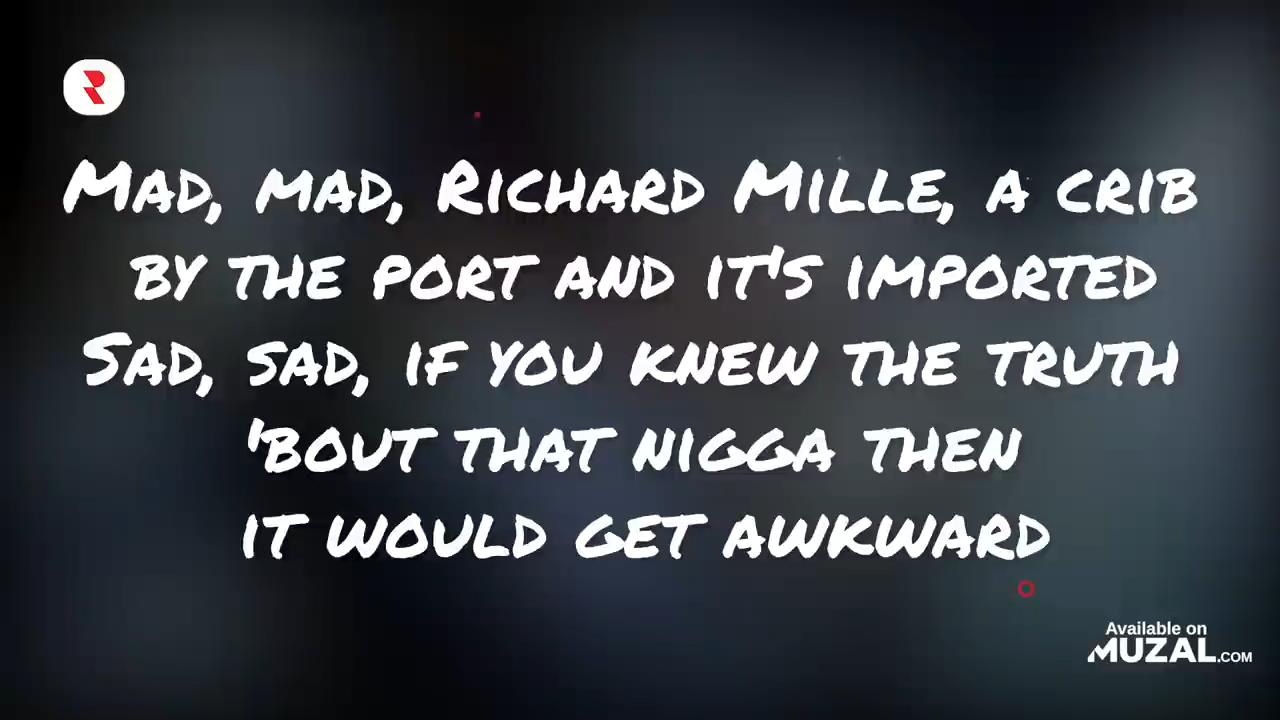 Mad, mad, Richard Mille, a crib
by the port and it's imported
Sad, sad, if you knew the truth
'bout that nigga then
it would get awkward
Available on
MUZAL.COM